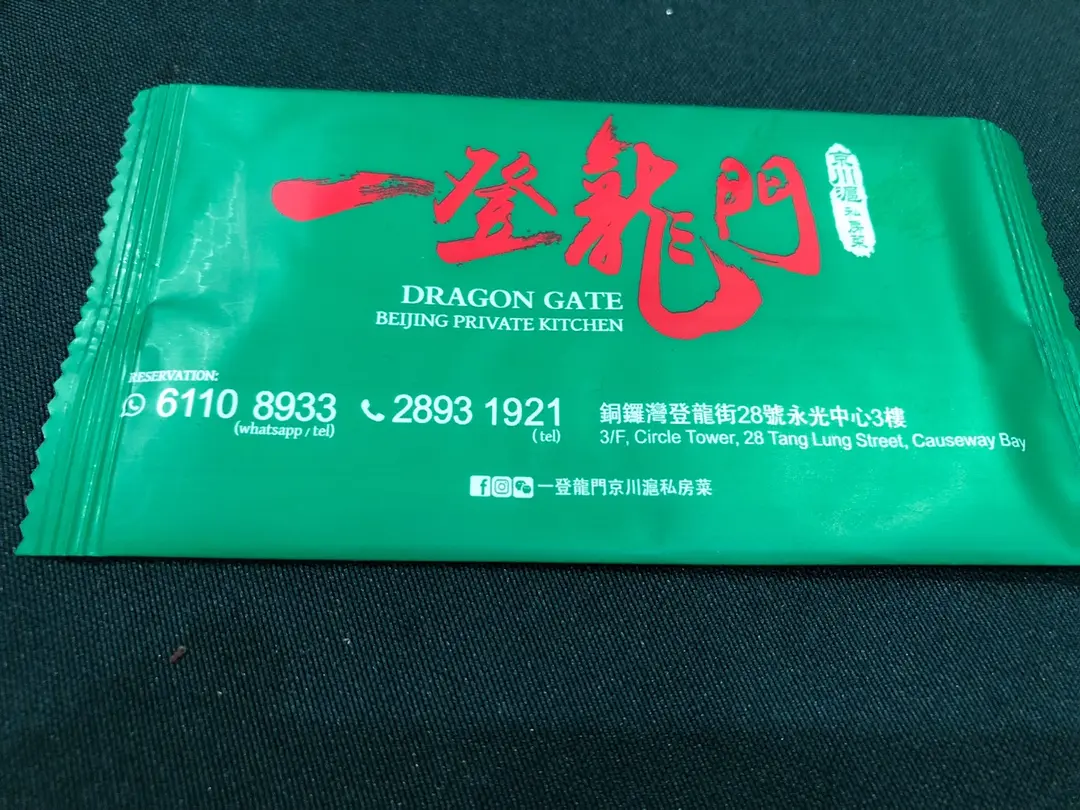 一登龍門
京川滬私房菜
DRAGON GATE
BEIJING PRIVATE KITCHEN
RESERVATION:
6110 8933
(whatsapp / tel)
2893 1921
(tel)
銅鑼灣登龍街28號永光中心3樓
3/F, Circle Tower, 28 Tang Lung Street, Causeway Bay
一登龍門京川滬私房菜